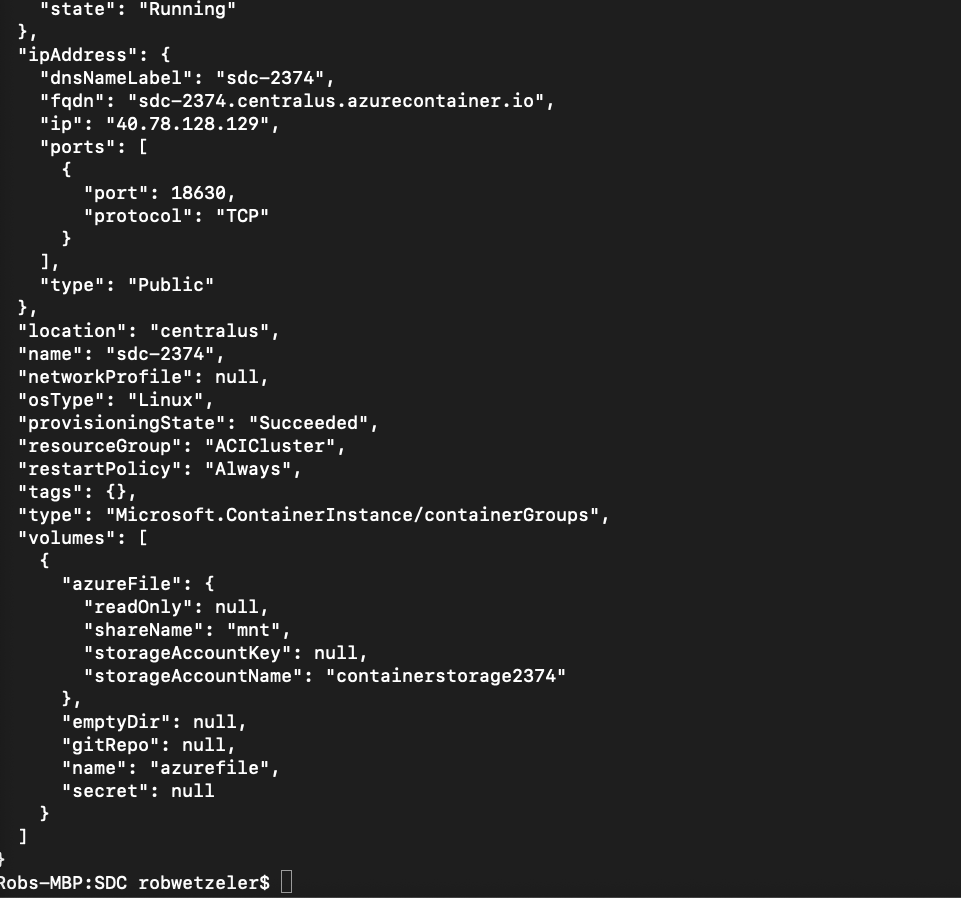 "state": "Running"
},
"ipAddress": {
"dnsNameLabel": "sdc-2374",
"fqdn": "sdc-2374.centralus.azurecontainer.io",
"ip": "40.78.128.129",
"ports": [
{
"port": 18630,
"protocol": "TCP"
}
],
"type": "Public"
},
"location": "centralus",
"name": "sdc-2374",
"networkProfile": null,
"osType": "Linux",
"provisioningState": "Succeeded",
"resourceGroup": "ACICluster",
"restartPolicy": "Always",
"tags": {},
"type": "Microsoft.ContainerInstance/containerGroups",
"volumes": [
{
"azureFile": {
"readOnly": null,
"shareName": "mnt",
"storageAccountKey": null,
"storageAccountName": "containerstorage2374"
},
"emptyDir": null,
"gitRepo": null,
"name": "azurefile",
"secret": null
}
]
}
Robs-MBP:SDC robwetzeler$